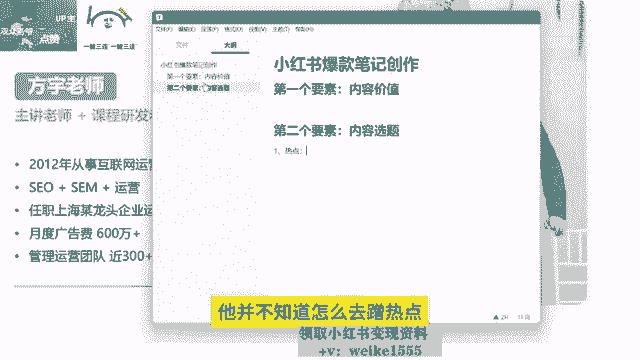 UP主
点赞
一键三连
方宇老师
主讲老师 + 课程研发
2012年从事互联网运营
SEO + SEM + 运营
任职上海某龙头企业运
月度广告费 600万+
管理运营团队 近300+
文件
大纲
小红书爆款笔记创作
第一个要素：内容价值
第二个要素：内容选题
小红书爆款笔记创作
第一个要素：内容价值
第二个要素：内容选题
1、热点：
他并不知道怎么去蹭热点
领取小红书变现资料
+v: weike1555